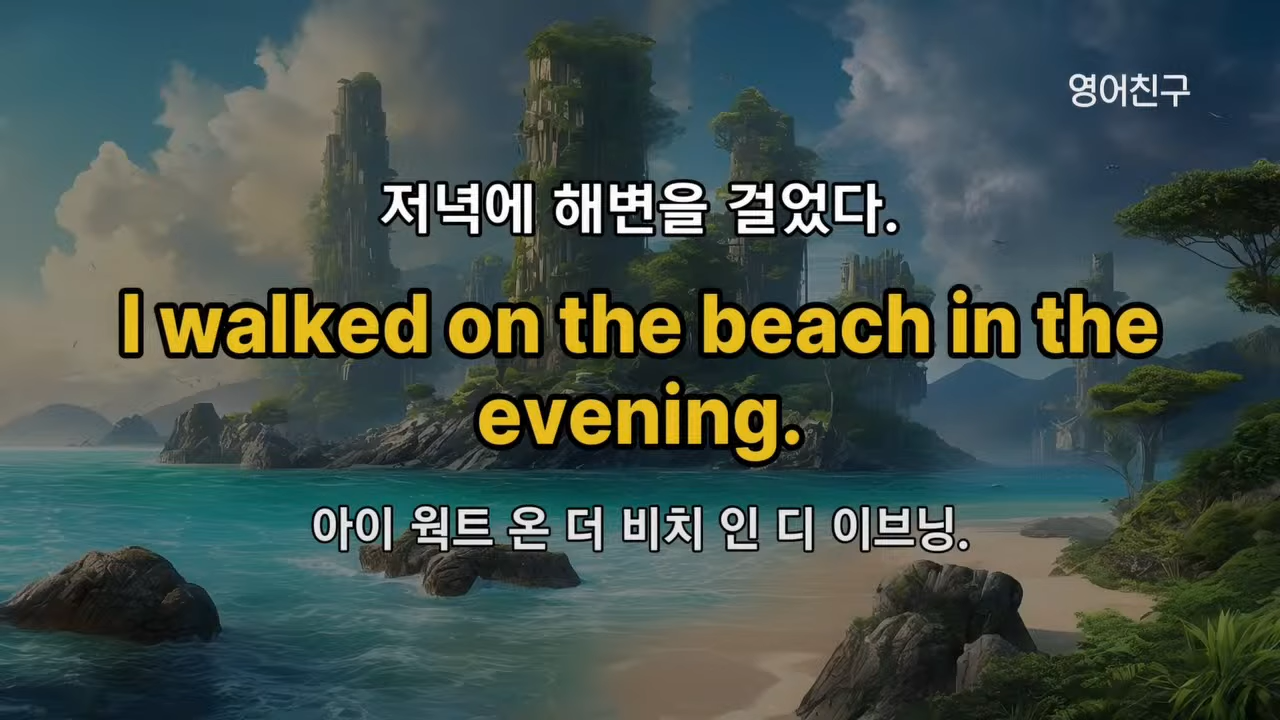 영어친구
저녁에 해변을 걸었다.
I walked on the beach in the
evening.
아이 웍트 온 더 비치 인 디 이브닝.